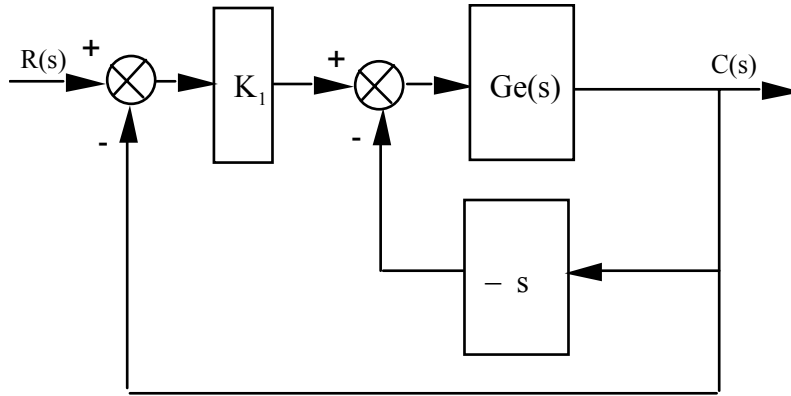 +
R(s)
K1
+
Ge(s)
C(s)
-
-
– s